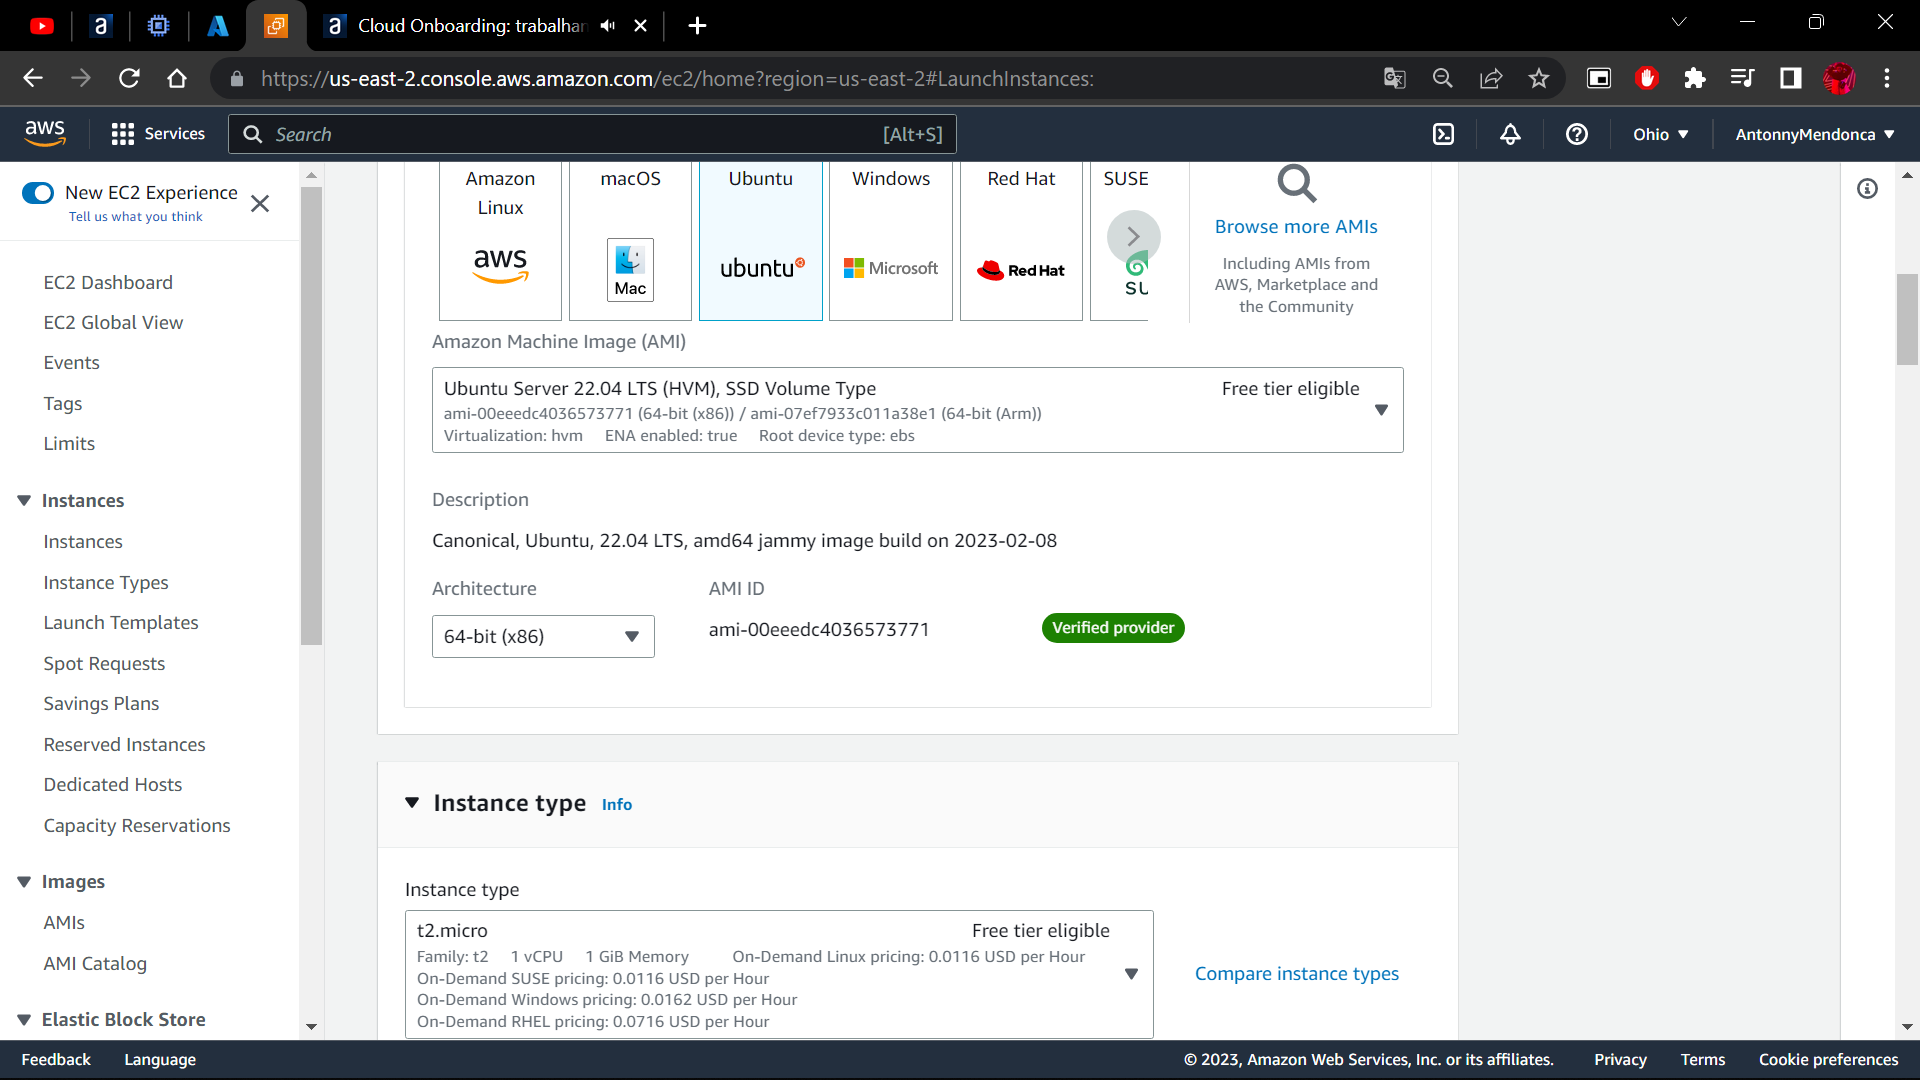 Cloud Onboarding: trabalhan
https://us-east-2.console.aws.amazon.com/ec2/home?region=us-east-2#LaunchInstances:
aws
Services
Search
[Alt+S]
Ohio
AntonnyMendonca
New EC2 Experience
Tell us what you think
EC2 Dashboard
EC2 Global View
Events
Tags
Limits
Instances
Instances
Instance Types
Launch Templates
Spot Requests
Savings Plans
Reserved Instances
Dedicated Hosts
Capacity Reservations
Images
AMIs
AMI Catalog
Elastic Block Store
Amazon
Linux
aws
macOS
Mac
Ubuntu
ubuntu
Windows
Microsoft
Red Hat
Red Hat
SUSE
SU
Browse more AMIs
Including AMIs from
AWS, Marketplace and
the Community
Amazon Machine Image (AMI)
Ubuntu Server 22.04 LTS (HVM), SSD Volume Type
Free tier eligible
ami-00eeedc4036573771 (64-bit (x86)) / ami-07ef7933c011a38e1 (64-bit (Arm))
Virtualization: hvm ENA enabled: true Root device type: ebs
Description
Canonical, Ubuntu, 22.04 LTS, amd64 jammy image build on 2023-02-08
Architecture
AMI ID
64-bit (x86)
ami-00eeedc4036573771
Verified provider
Instance type Info
Instance type
t2.micro
Free tier eligible
Family: t2 1 vCPU 1 GiB Memory On-Demand Linux pricing: 0.0116 USD per Hour
On-Demand SUSE pricing: 0.0116 USD per Hour
On-Demand Windows pricing: 0.0162 USD per Hour
On-Demand RHEL pricing: 0.0716 USD per Hour
Compare instance types
Feedback
Language
© 2023, Amazon Web Services, Inc. or its affiliates.
Privacy
Terms
Cookie preferences